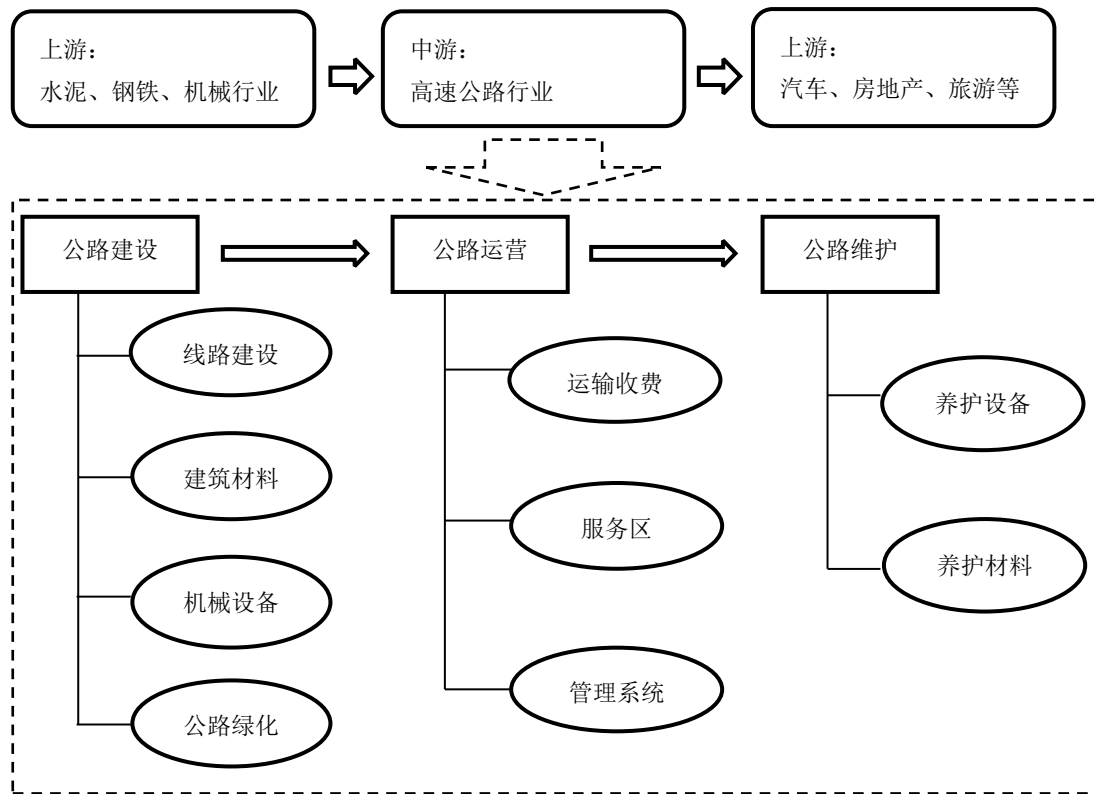 上游：
水泥、钢铁、机械行业
中游：
高速公路行业
上游：
汽车、房地产、旅游等
公路建设
公路运营
公路维护
线路建设
建筑材料
机械设备
公路绿化
运输收费
服务区
管理系统
养护设备
养护材料